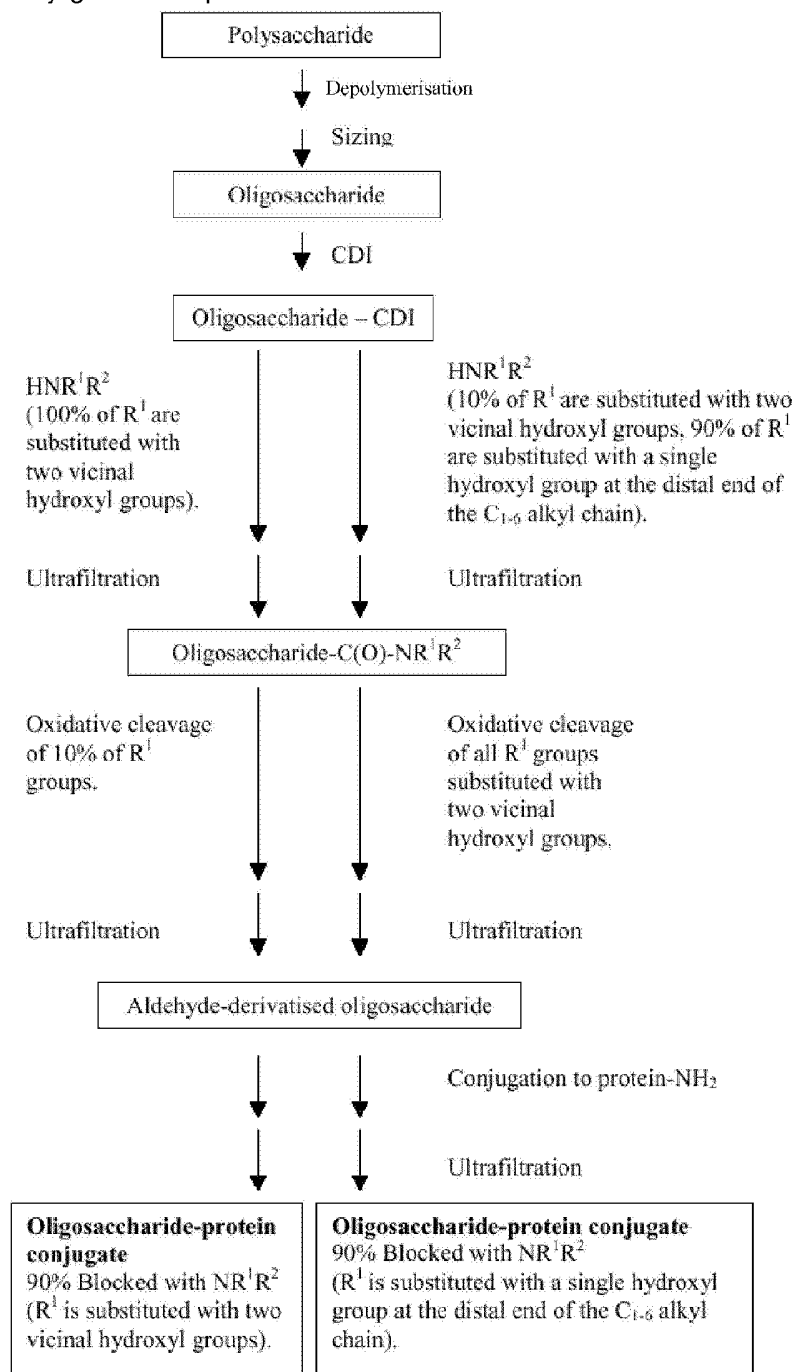 Polysaccharide
Depolymerisation
Sizing
Oligosaccharide
CDI
Oligosaccharide – CDI
HNR¹R²
(100% of R¹ are
substituted with
two vicinal
hydroxyl groups).
HNR¹R²
(10% of R¹ are substituted with two
vicinal hydroxyl groups, 90% of R¹
are substituted with a single
hydroxyl group at the distal end of
the C₁₋₆ alkyl chain).
Ultrafiltration
Ultrafiltration
Oligosaccharide-C(O)-NR¹R²
Oxidative cleavage
of 10% of R¹
groups.
Oxidative cleavage
of all R¹ groups
substituted with
two vicinal
hydroxyl groups.
Ultrafiltration
Ultrafiltration
Aldehyde-derivatised oligosaccharide
Conjugation to protein-NH₂
Ultrafiltration
Oligosaccharide-protein
conjugate
90% Blocked with NR¹R²
(R¹ is substituted with two
vicinal hydroxyl groups).
Oligosaccharide-protein conjugate
90% Blocked with NR¹R²
(R¹ is substituted with a single hydroxyl
group at the distal end of the C₁₋₆ alkyl
chain).